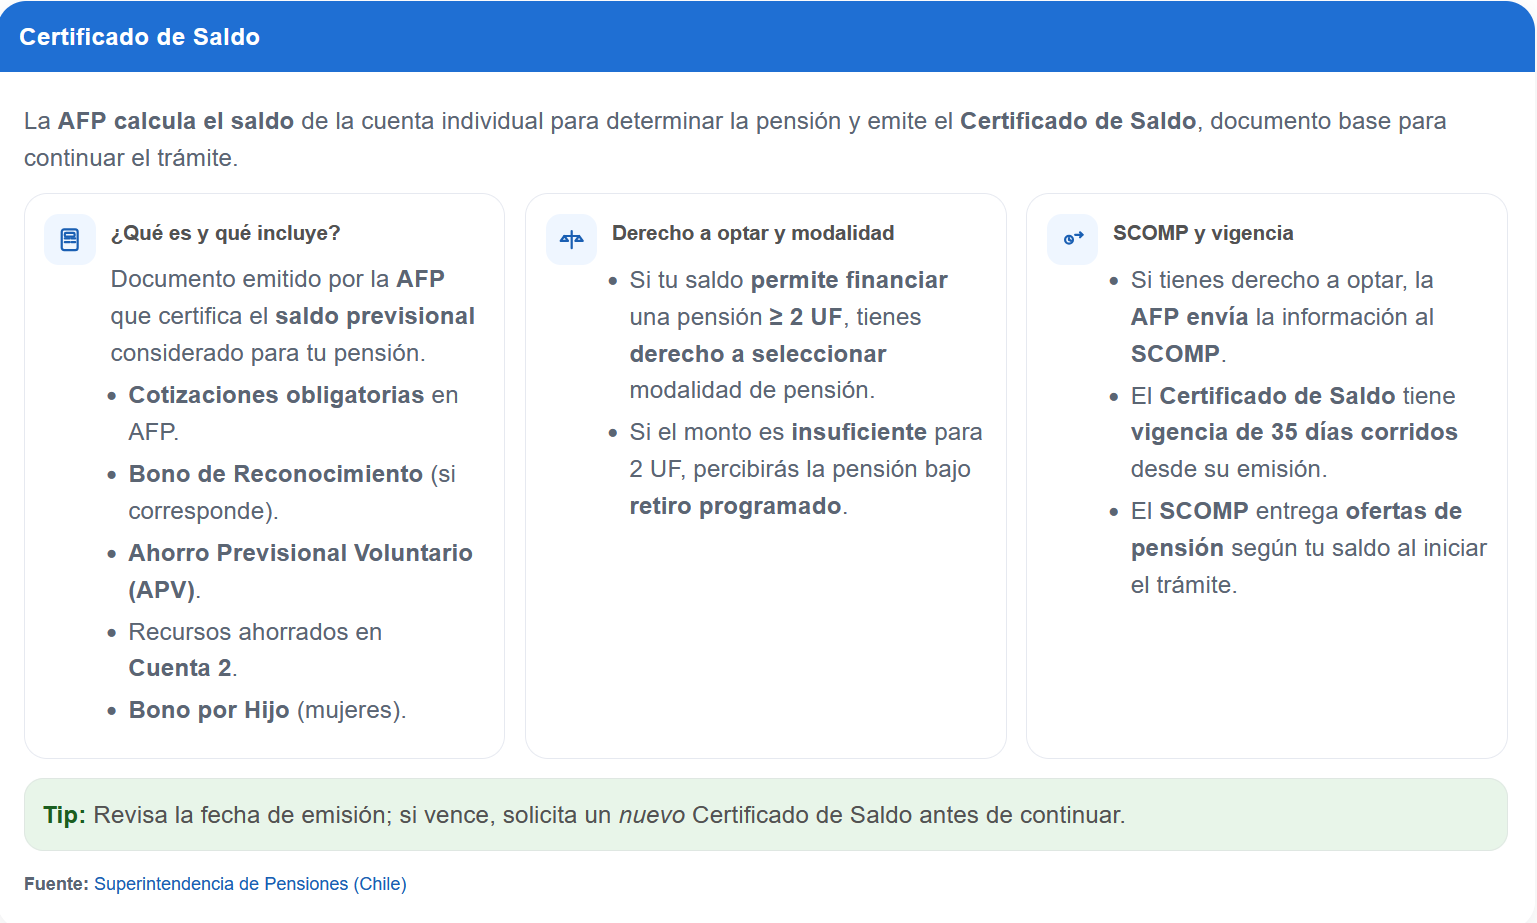 Certificado de Saldo
La AFP calcula el saldo de la cuenta individual para determinar la pensión y emite el Certificado de Saldo, documento base para
continuar el trámite.
¿Qué es y qué incluye?
Documento emitido por la AFP
que certifica el saldo previsional
considerado para tu pensión.
• Cotizaciones obligatorias en
AFP.
• Bono de Reconocimiento (si
corresponde).
• Ahorro Previsional Voluntario
(APV).
• Recursos ahorrados en
Cuenta 2.
• Bono por Hijo (mujeres).
Derecho a optar y modalidad
• Si tu saldo permite financiar
una pensión ≥ 2 UF, tienes
derecho a seleccionar
modalidad de pensión.
• Si el monto es insuficiente para
2 UF, percibirás la pensión bajo
retiro programado.
SCOMP y vigencia
• Si tienes derecho a optar, la
AFP envía la información al
SCOMP.
• El Certificado de Saldo tiene
vigencia de 35 días corridos
desde su emisión.
• El SCOMP entrega ofertas de
pensión según tu saldo al iniciar
el trámite.
Tip: Revisa la fecha de emisión; si vence, solicita un nuevo Certificado de Saldo antes de continuar.
Fuente: Superintendencia de Pensiones (Chile)